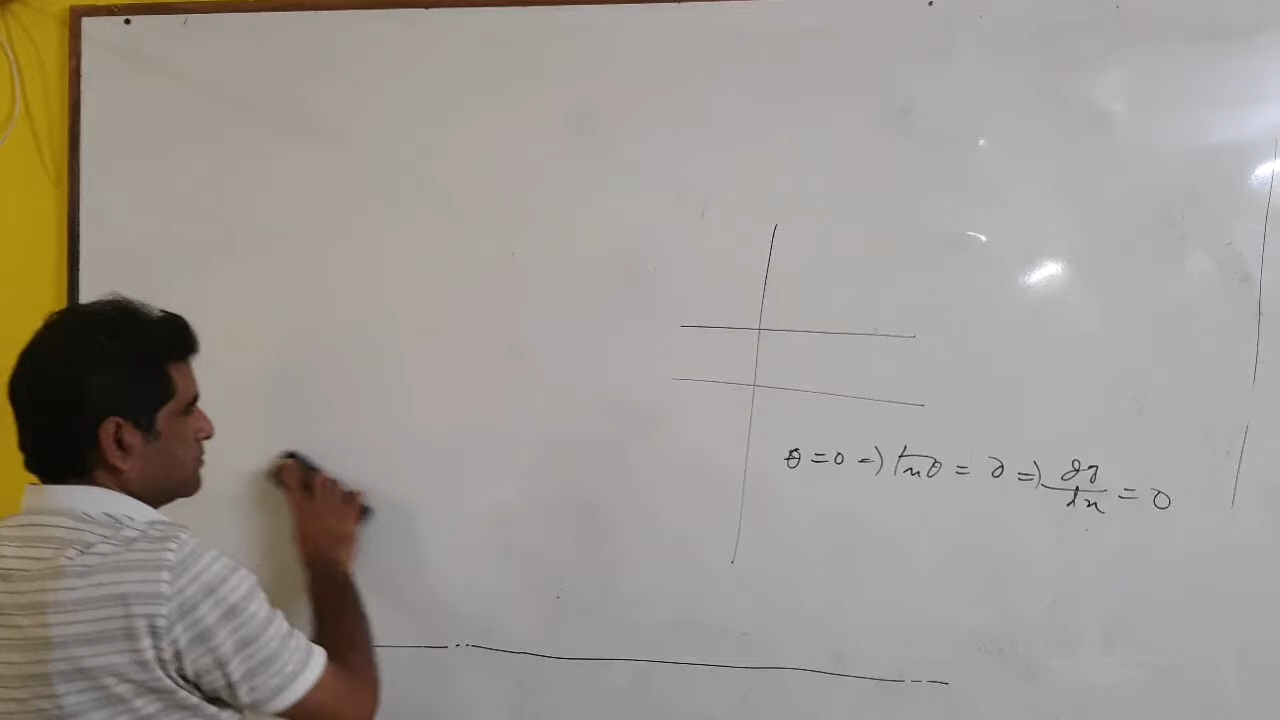 θ = 0 => tanθ = 0 => dy/dx = 0